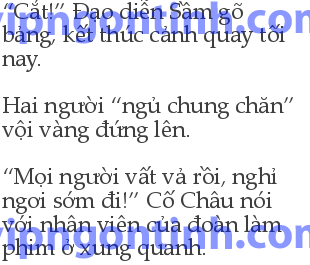 “Cắt!” Đạo diễn Sầm gõ
bảng, kết thúc cảnh quay tối
nay.
Hai người “ngủ chung chăn”
vội vàng đứng lên.
“Mọi người vất vả rồi, nghỉ
ngơi sớm đi!” Cố Châu nói
với nhân viên của đoàn làm
phim ở xung quanh.
vipngontinh.com